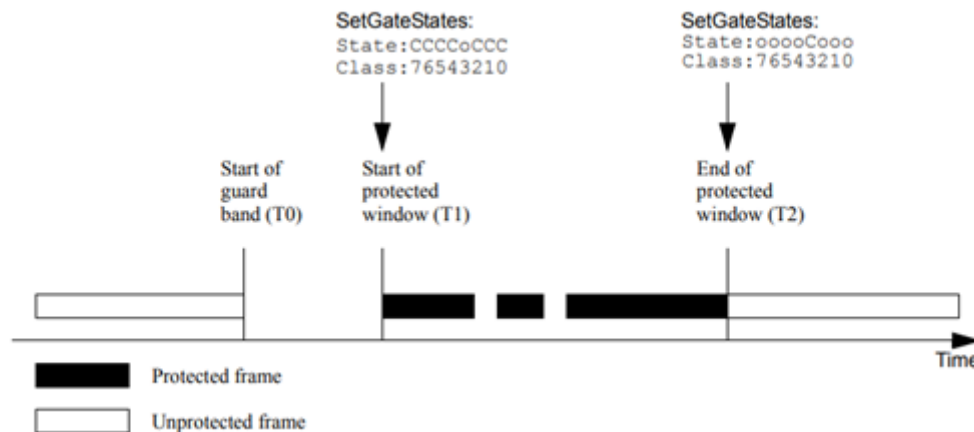 SetGateStates:
State:CCCCoCCC
Class:76543210
SetGateStates:
State:ooooCooo
Class:76543210
Start of
guard
band (T0)
Start of
protected
window (T1)
End of
protected
window (T2)
Time
Protected frame
Unprotected frame